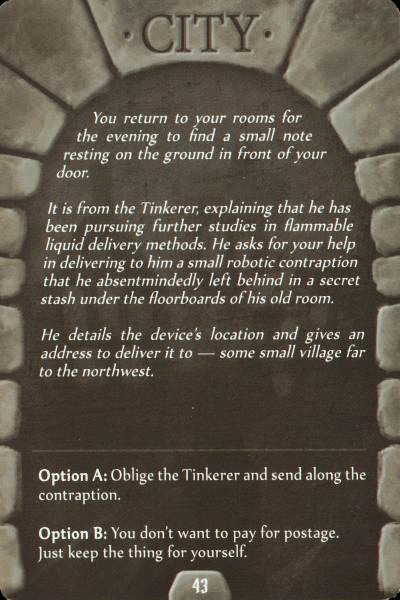 · CITY ·
You return to your rooms for
the evening to find a small note
resting on the ground in front of your
door.
It is from the Tinkerer, explaining that he has
been pursuing further studies in flammable
liquid delivery methods. He asks for your help
in delivering to him a small robotic contraption
that he absentmindedly left behind in a secret
stash under the floorboards of his old room.
He details the device's location and gives an
address to deliver it to — some small village far
to the northwest.
Option A: Oblige the Tinkerer and send along the
contraption.
Option B: You don't want to pay for postage.
Just keep the thing for yourself.
43